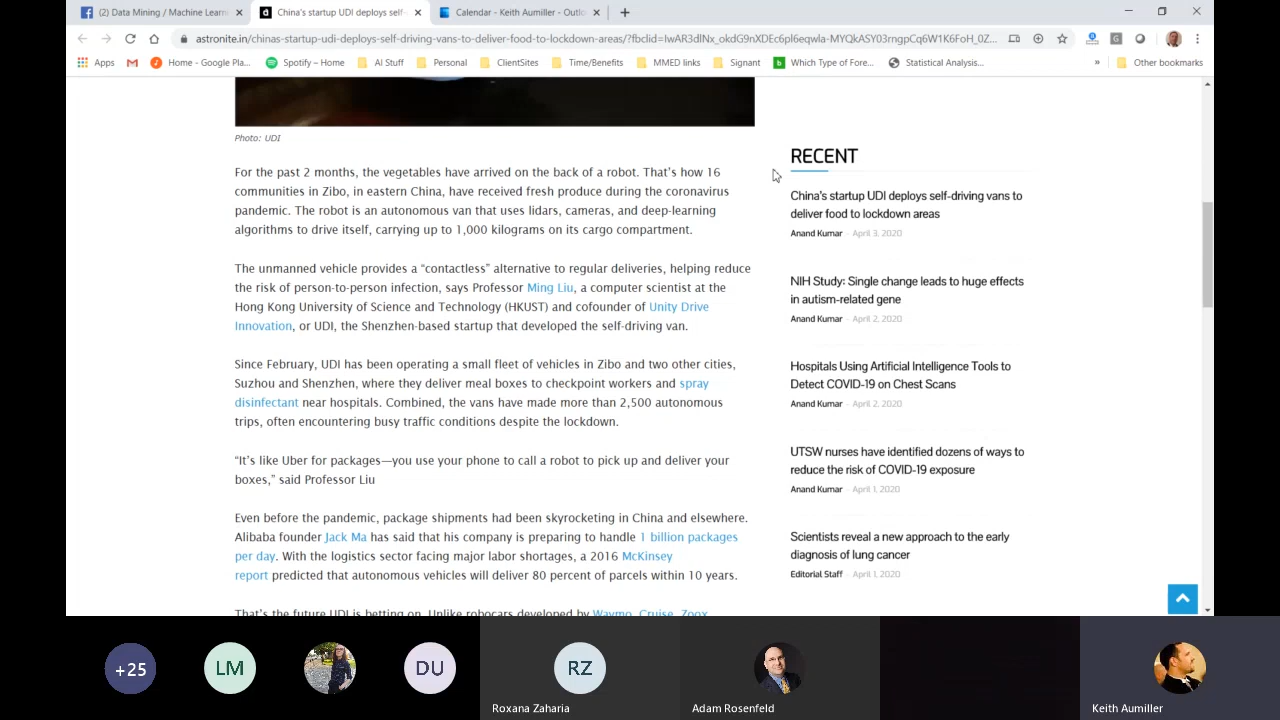 (2) Data Mining / Machine Learni
China's startup UDI deploys self-
Calendar - Keith Aumiller - Outlo
astronite.in/chinas-startup-udi-deploys-self-driving-vans-to-deliver-food-to-lockdown-areas/?fbclid=
Apps
Home - Google Pla...
Spotify – Home
AI Stuff
Personal
ClientSites
Time/Benefits
MMED links
Signant
Which Type of Fore...
Statistical Analysis...
»
Other bookmarks
Photo: UDI
For the past 2 months, the vegetables have arrived on the back of a robot. That's how 16
communities in Zibo, in eastern China, have received fresh produce during the coronavirus
pandemic. The robot is an autonomous van that uses lidars, cameras, and deep-learning
algorithms to drive itself, carrying up to 1,000 kilograms on its cargo compartment.
The unmanned vehicle provides a “contactless” alternative to regular deliveries, helping reduce
the risk of person-to-person infection, says Professor Ming Liu, a computer scientist at the
Hong Kong University of Science and Technology (HKUST) and cofounder of Unity Drive
Innovation, or UDI, the Shenzhen-based startup that developed the self-driving van.
Since February, UDI has been operating a small fleet of vehicles in Zibo and two other cities,
Suzhou and Shenzhen, where they deliver meal boxes to checkpoint workers and spray
disinfectant near hospitals. Combined, the vans have made more than 2,500 autonomous
trips, often encountering busy traffic conditions despite the lockdown.
“It's like Uber for packages—you use your phone to call a robot to pick up and deliver your
boxes,” said Professor Liu
Even before the pandemic, package shipments had been skyrocketing in China and elsewhere.
Alibaba founder Jack Ma has said that his company is preparing to handle 1 billion packages
per day. With the logistics sector facing major labor shortages, a 2016 McKinsey
report predicted that autonomous vehicles will deliver 80 percent of parcels within 10 years.
That's the future UDI is betting on. Unlike robocars developed by Waymo, Cruise, Zoox,
RECENT
China's startup UDI deploys self-driving vans to
deliver food to lockdown areas
Anand Kumar - April 3, 2020
NIH Study: Single change leads to huge effects
in autism-related gene
Anand Kumar - April 2, 2020
Hospitals Using Artificial Intelligence Tools to
Detect COVID-19 on Chest Scans
Anand Kumar - April 2, 2020
UTSW nurses have identified dozens of ways to
reduce the risk of COVID-19 exposure
Anand Kumar - April 1, 2020
Scientists reveal a new approach to the early
diagnosis of lung cancer
Editorial Staff - April 1, 2020
+25
LM
DU
RZ
Roxana Zaharia
Adam Rosenfeld
Keith Aumiller